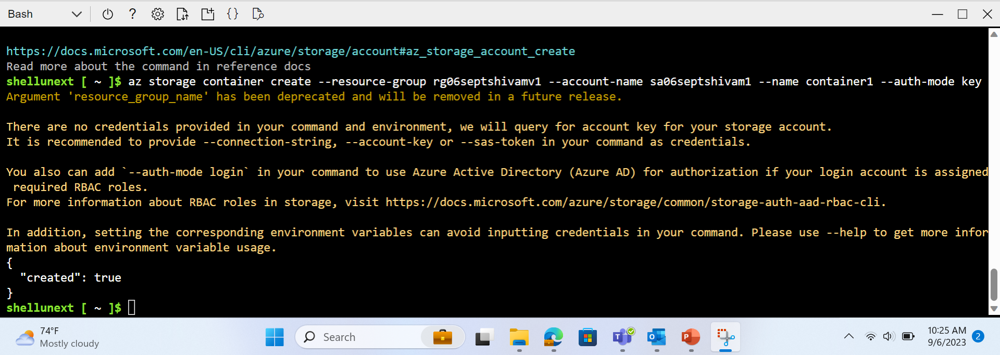 Bash
https://docs.microsoft.com/en-US/cli/azure/storage/account#az_storage_account_create
Read more about the command in reference docs
shellunext [ ~ ]$ az storage container create --resource-group rg06septshivamv1 --account-name sa06septshivam1 --name container1 --auth-mode key
Argument 'resource_group_name' has been deprecated and will be removed in a future release.
There are no credentials provided in your command and environment, we will query for account key for your storage account.
It is recommended to provide --connection-string, --account-key or --sas-token in your command as credentials.
You also can add `--auth-mode login` in your command to use Azure Active Directory (Azure AD) for authorization if your login account is assigned
required RBAC roles.
For more information about RBAC roles in storage, visit https://docs.microsoft.com/azure/storage/common/storage-auth-aad-rbac-cli.
In addition, setting the corresponding environment variables can avoid inputting credentials in your command. Please use --help to get more infor
mation about environment variable usage.
{
"created": true
}
shellunext [ ~ ]$
74°F
Mostly cloudy
Search
10:25 AM
9/6/2023
2